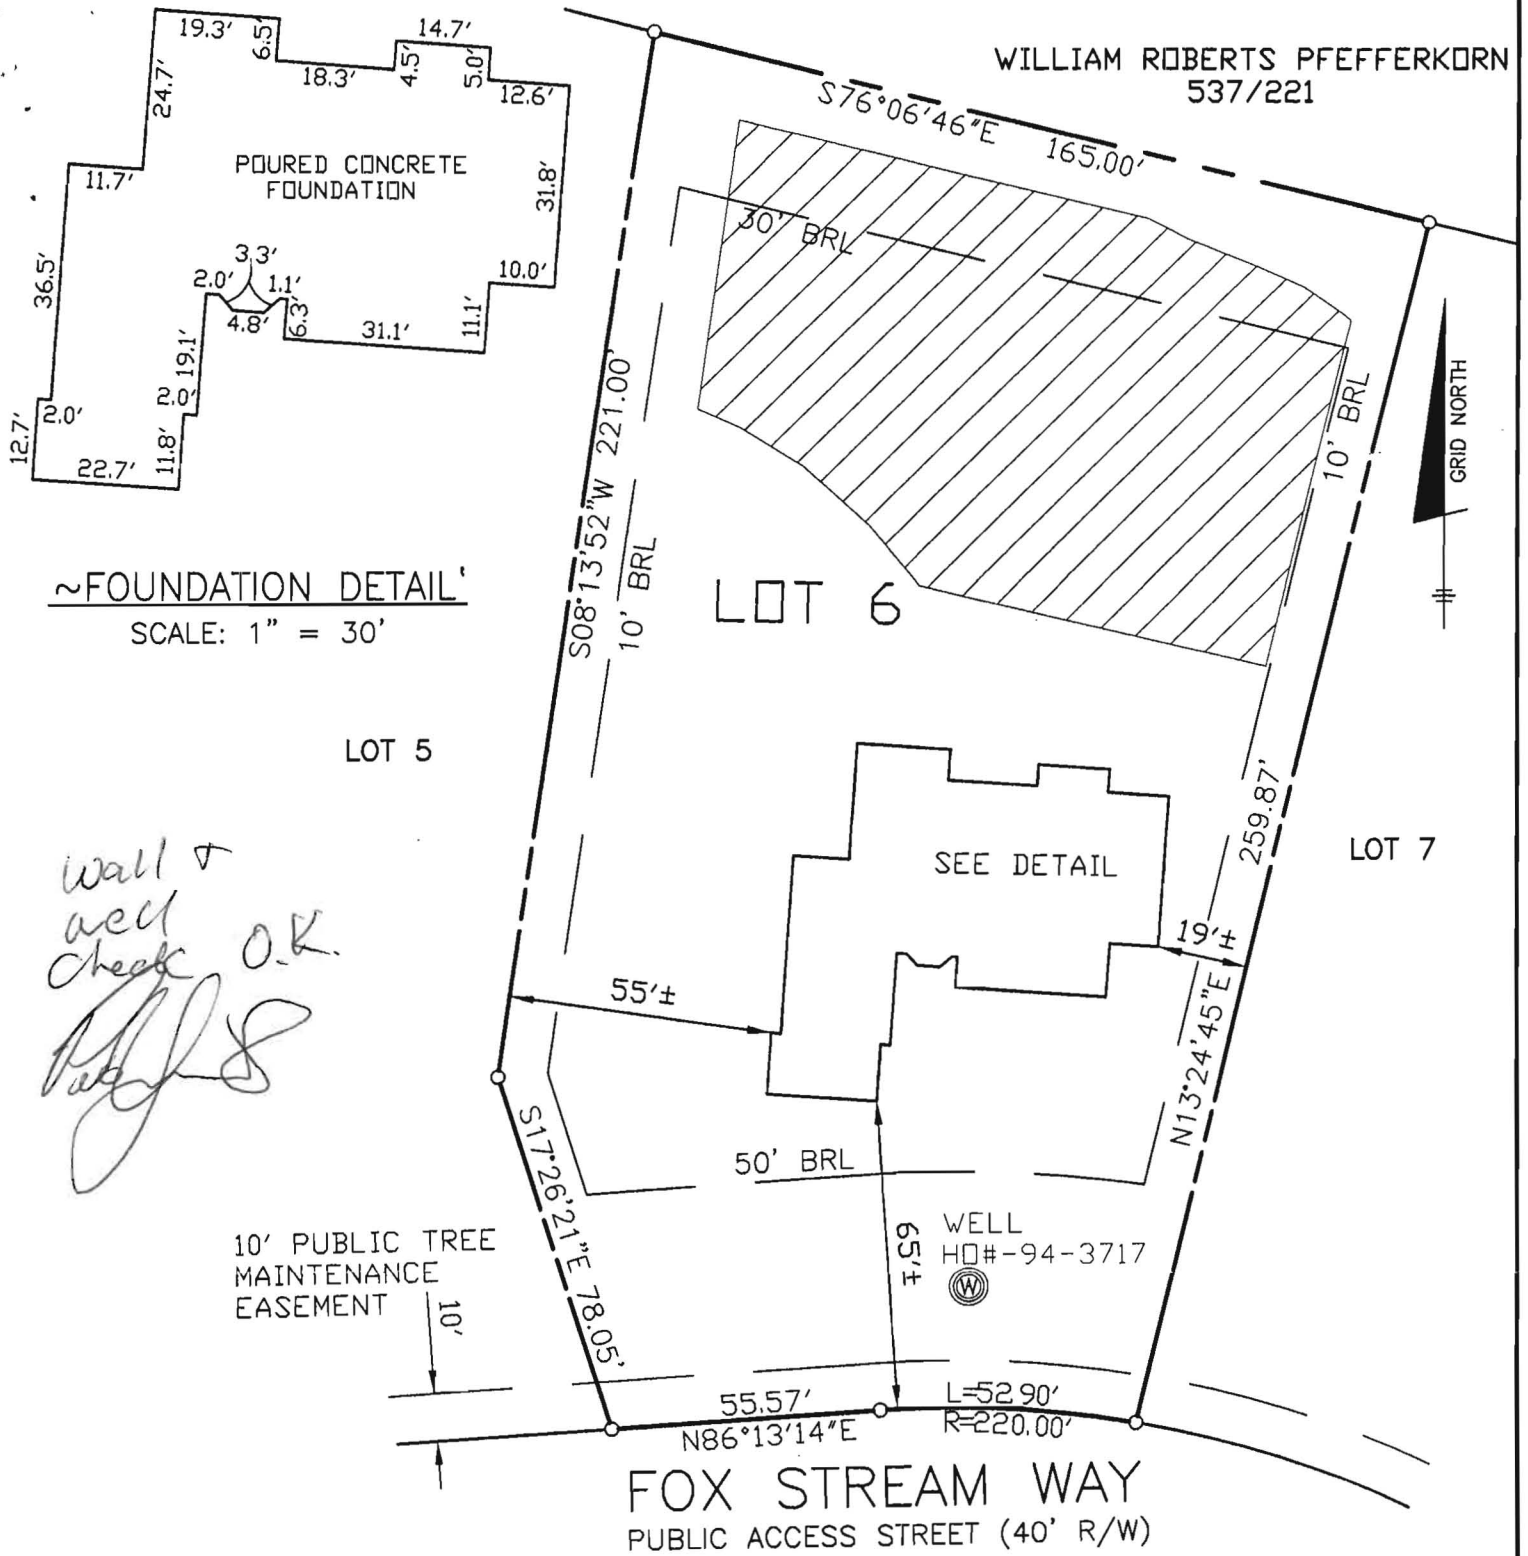 19.3'
6.5'
14.7'
24.7'
18.3'
4.5'
5.0'
12.6'
WILLIAM ROBERTS PFEFFERKORN
537/221
S76°06'46"E 165.00'
POURED CONCRETE
FOUNDATION
11.7'
31.8'
30' BRL
36.5'
3.3'
2.0'
1.1'
10.0'
4.8'
6.3'
31.1'
11.1'
19.1'
2.0'
2.0'
12.7'
22.7'
11.8'
S08°13'52"W 221.00'
10' BRL
10' BRL
GRID NORTH
~FOUNDATION DETAIL'
SCALE: 1" = 30'
LOT 6
LOT 5
259.87'
LOT 7
SEE DETAIL
wall &
well
check O.K.
19'±
55'±
N13°24'45"E
S17°26'21"E 78.05'
50' BRL
65'±
WELL
HO#-94-3717
W
10' PUBLIC TREE
MAINTENANCE
EASEMENT
10'
55.57'
N86°13'14"E
L=52.90'
R=220.00'
FOX STREAM WAY
PUBLIC ACCESS STREET (40' R/W)